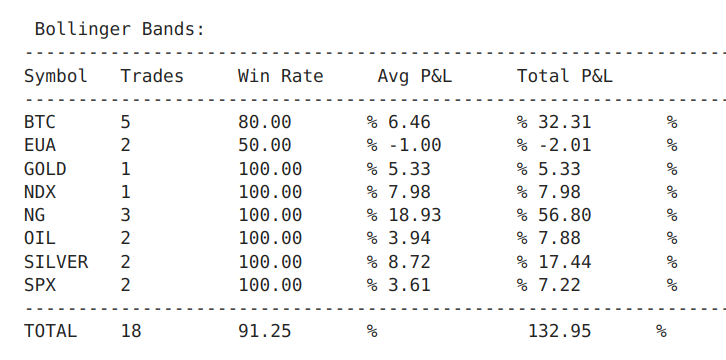 Bollinger Bands:
--------------------------------------------------------------------
Symbol   Trades     Win Rate     Avg P&L      Total P&L
--------------------------------------------------------------------
BTC      5          80.00       % 6.46        % 32.31       %
EUA      2          50.00       % -1.00       % -2.01       %
GOLD     1          100.00      % 5.33        % 5.33        %
NDX      1          100.00      % 7.98        % 7.98        %
NG       3          100.00      % 18.93       % 56.80       %
OIL      2          100.00      % 3.94        % 7.88        %
SILVER   2          100.00      % 8.72        % 17.44       %
SPX      2          100.00      % 3.61        % 7.22        %
--------------------------------------------------------------------
TOTAL    18         91.25       %              132.95      %